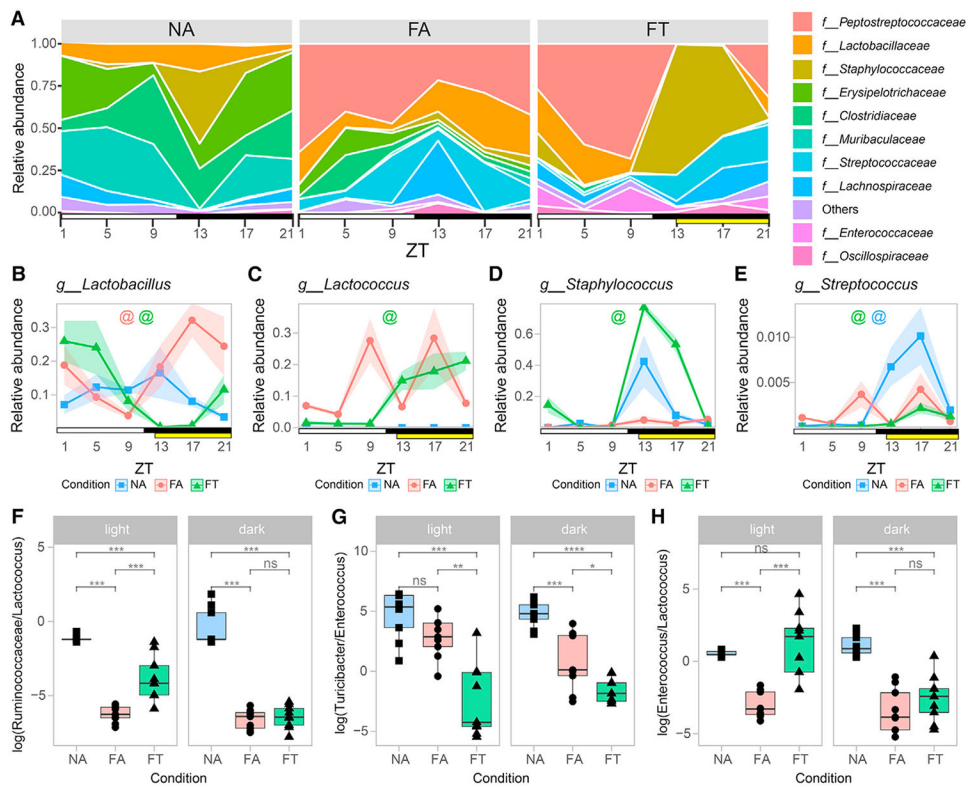 A
NA
FA
FT
Relative abundance
1.00
0.75
0.50
0.25
0.00
1 5 9 13 17 21
1 5 9 13 17 21
1 5 9 13 17 21
ZT
f__Peptostreptococcaceae
f__Lactobacillaceae
f__Staphylococcaceae
f__Erysipelotrichaceae
f__Clostridiaceae
f__Muribaculaceae
f__Streptococcaceae
f__Lachnospiraceae
Others
f__Enterococcaceae
f__Oscillospiraceae
B
g__Lactobacillus
@ @
Relative abundance
0.3
0.2
0.1
1 5 9 13 17 21
ZT
Condition NA FA FT
C
g__Lactococcus
@
Relative abundance
0.3
0.2
0.1
0.0
1 5 9 13 17 21
ZT
Condition NA FA FT
D
g__Staphylococcus
@
Relative abundance
0.6
0.4
0.2
1 5 9 13 17 21
ZT
Condition NA FA FT
E
g__Streptococcus
@ @
Relative abundance
0.010
0.005
1 5 9 13 17 21
ZT
Condition NA FA FT
F
light
dark
log(Ruminococcaceae/Lactococcus)
5
0
−5
***
***
***
***
***
ns
NA FA FT
NA FA FT
Condition
G
light
dark
log(Turicibacter/Enterococcus)
10
5
0
−5
***
ns
**
****
***
*
NA FA FT
NA FA FT
Condition
H
light
dark
log(Enterococcus/Lactococcus)
5
0
−5
ns
***
***
***
***
ns
NA FA FT
NA FA FT
Condition